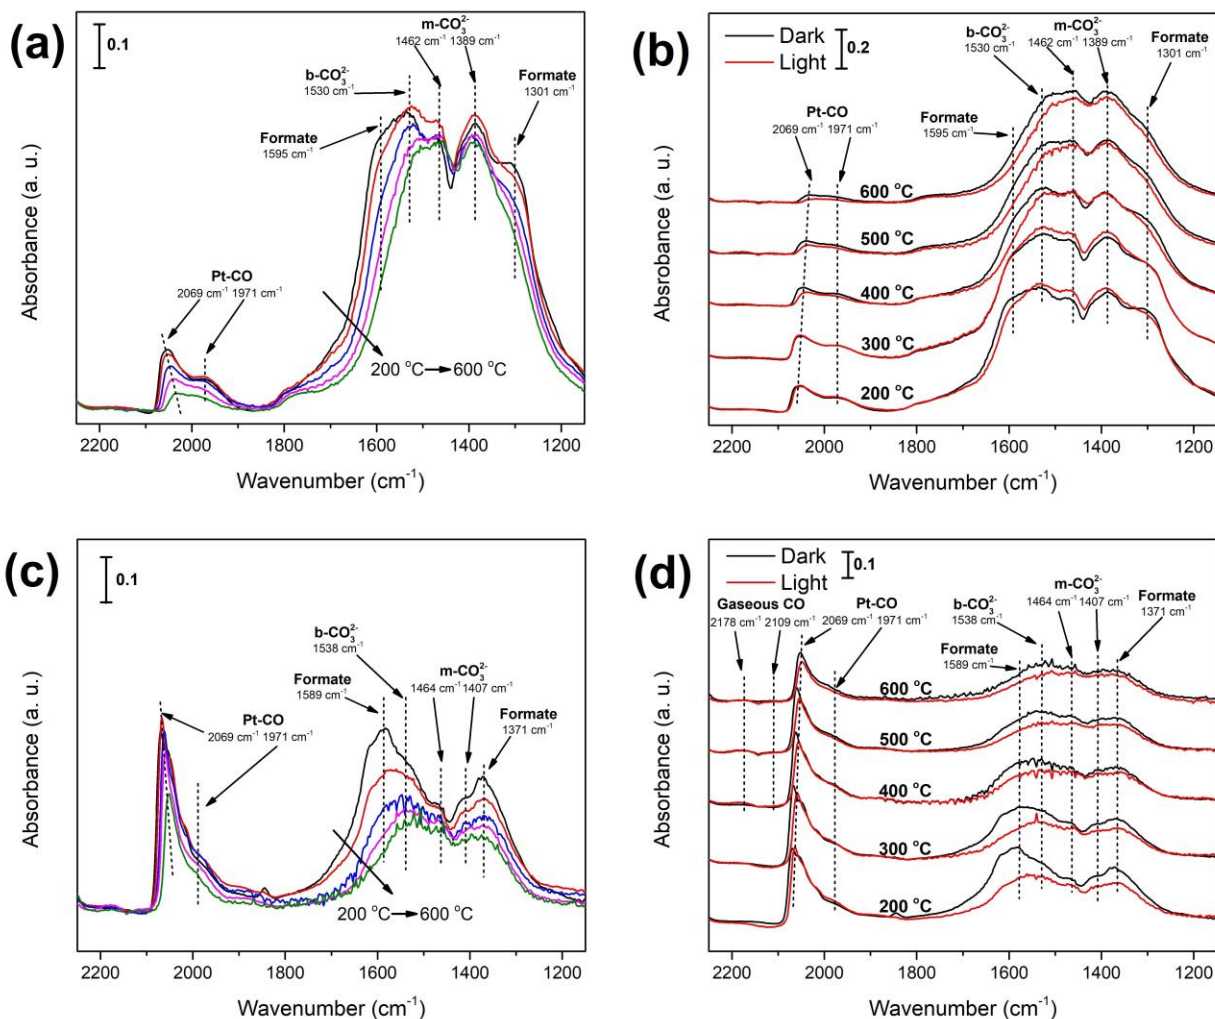 (a)
0.1
m-CO₃²⁻
1462 cm⁻¹ 1389 cm⁻¹
b-CO₃²⁻
1530 cm⁻¹
Formate
1301 cm⁻¹
Formate
1595 cm⁻¹
Pt-CO
2069 cm⁻¹ 1971 cm⁻¹
200 °C→600 °C
Absorbance (a. u.)
2200 2000 1800 1600 1400 1200
Wavenumber (cm⁻¹)
(b)
Dark
Light
0.2
m-CO₃²⁻
1462 cm⁻¹ 1389 cm⁻¹
b-CO₃²⁻
1530 cm⁻¹
Formate
1301 cm⁻¹
Pt-CO
2069 cm⁻¹ 1971 cm⁻¹
Formate
1595 cm⁻¹
600 °C
500 °C
400 °C
300 °C
200 °C
Absrorbance (a. u.)
2200 2000 1800 1600 1400 1200
Wavenumber (cm⁻¹)
(c)
0.1
b-CO₃²⁻
1538 cm⁻¹
Formate
1589 cm⁻¹
m-CO₃²⁻
1464 cm⁻¹ 1407 cm⁻¹
Formate
1371 cm⁻¹
Pt-CO
2069 cm⁻¹ 1971 cm⁻¹
200 °C→600 °C
Absorbance (a. u.)
2200 2000 1800 1600 1400 1200
Wavenumber (cm⁻¹)
(d)
Dark
Light
0.1
Gaseous CO
2178 cm⁻¹ 2109 cm⁻¹
Pt-CO
2069 cm⁻¹ 1971 cm⁻¹
b-CO₃²⁻
1538 cm⁻¹
m-CO₃²⁻
1464 cm⁻¹ 1407 cm⁻¹
Formate
1371 cm⁻¹
Formate
1589 cm⁻¹
600 °C
500 °C
400 °C
300 °C
200 °C
Absorbance (a. u.)
2200 2000 1800 1600 1400 1200
Wavenumber (cm⁻¹)